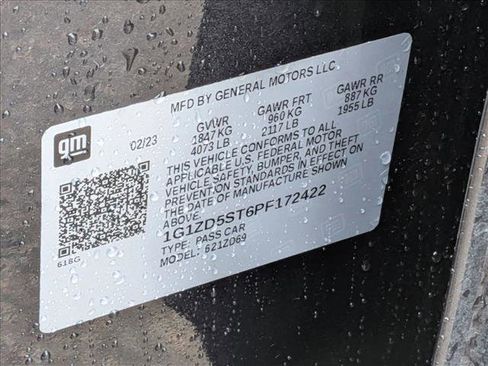 gm
MFD BY GENERAL MOTORS LLC
02/23
GVWR
1847 KG
4073 LB
GAWR FRT
960 KG
2117 LB
GAWR RR
887 KG
1955 LB
THIS VEHICLE CONFORMS TO ALL
APPLICABLE U.S. FEDERAL MOTOR
VEHICLE SAFETY, BUMPER, AND THEFT
PREVENTION STANDARDS IN EFFECT ON
THE DATE OF MANUFACTURE SHOWN
ABOVE.
1G1ZD5ST6PF172422
TYPE: PASS CAR
MODEL: 621ZD69
618G